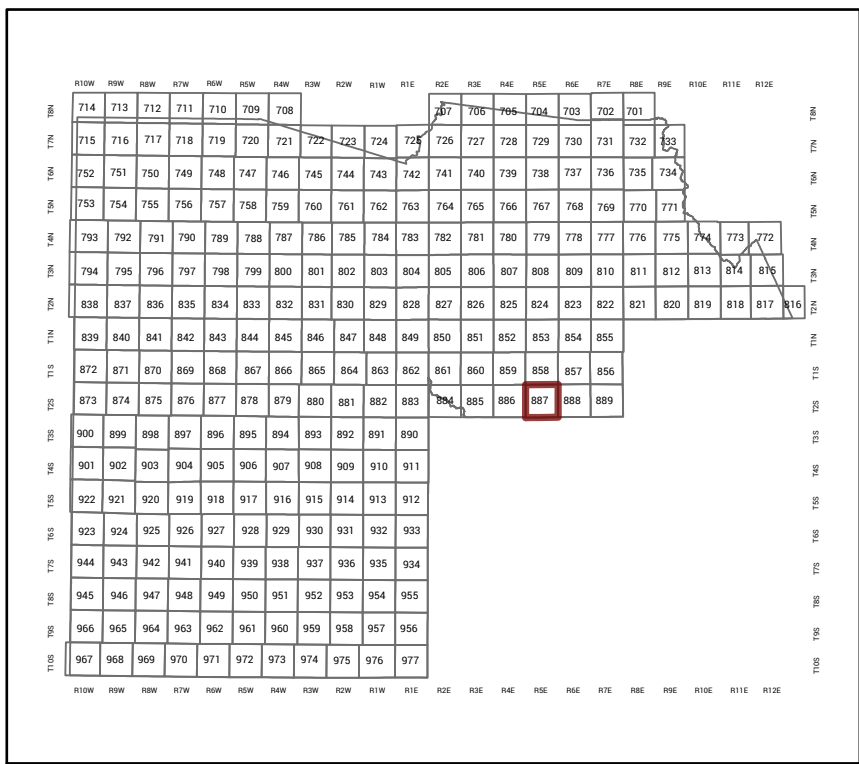 R10W R9W R8W R7W R6W R5W R4W R3W R2W R1W R1E R2E R3E R4E R5E R6E R7E R8E R9E R10E R11E R12E
T8N 714 713 712 711 710 709 708 707 706 705 704 703 702 701 T8N
T7N 715 716 717 718 719 720 721 722 723 724 725 726 727 728 729 730 731 732 733 T7N
T6N 752 751 750 749 748 747 746 745 744 743 742 741 740 739 738 737 736 735 734 T6N
T5N 753 754 755 756 757 758 759 760 761 762 763 764 765 766 767 768 769 770 771 T5N
T4N 793 792 791 790 789 788 787 786 785 784 783 782 781 780 779 778 777 776 775 774 773 772 T4N
T3N 794 795 796 797 798 799 800 801 802 803 804 805 806 807 808 809 810 811 812 813 814 815 T3N
T2N 838 837 836 835 834 833 832 831 830 829 828 827 826 825 824 823 822 821 820 819 818 817 816 T2N
T1N 839 840 841 842 843 844 845 846 847 848 849 850 851 852 853 854 855 T1N
T1S 872 871 870 869 868 867 866 865 864 863 862 861 860 859 858 857 856 T1S
T2S 873 874 875 876 877 878 879 880 881 882 883 884 885 886 887 888 889 T2S
T3S 900 899 898 897 896 895 894 893 892 891 890 T3S
T4S 901 902 903 904 905 906 907 908 909 910 911 T4S
T5S 922 921 920 919 918 917 916 915 914 913 912 T5S
T6S 923 924 925 926 927 928 929 930 931 932 933 T6S
T7S 944 943 942 941 940 939 938 937 936 935 934 T7S
T8S 945 946 947 948 949 950 951 952 953 954 955 T8S
T9S 966 965 964 963 962 961 960 959 958 957 956 T9S
T10S 967 968 969 970 971 972 973 974 975 976 977 T10S
R10W R9W R8W R7W R6W R5W R4W R3W R2W R1W R1E R2E R3E R4E R5E R6E R7E R8E R9E R10E R11E R12E